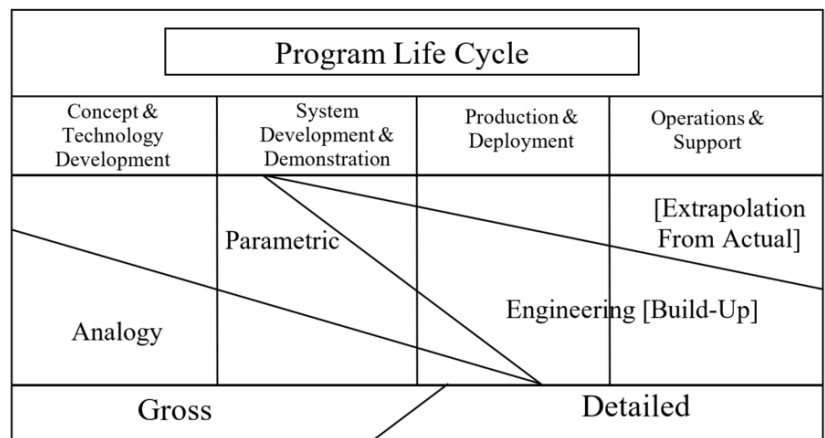 Program Life Cycle
Concept &
Technology
Development
System
Development &
Demonstration
Production &
Deployment
Operations &
Support
[Extrapolation
From Actual]
Parametric
Engineering [Build-Up]
Analogy
Gross
Detailed